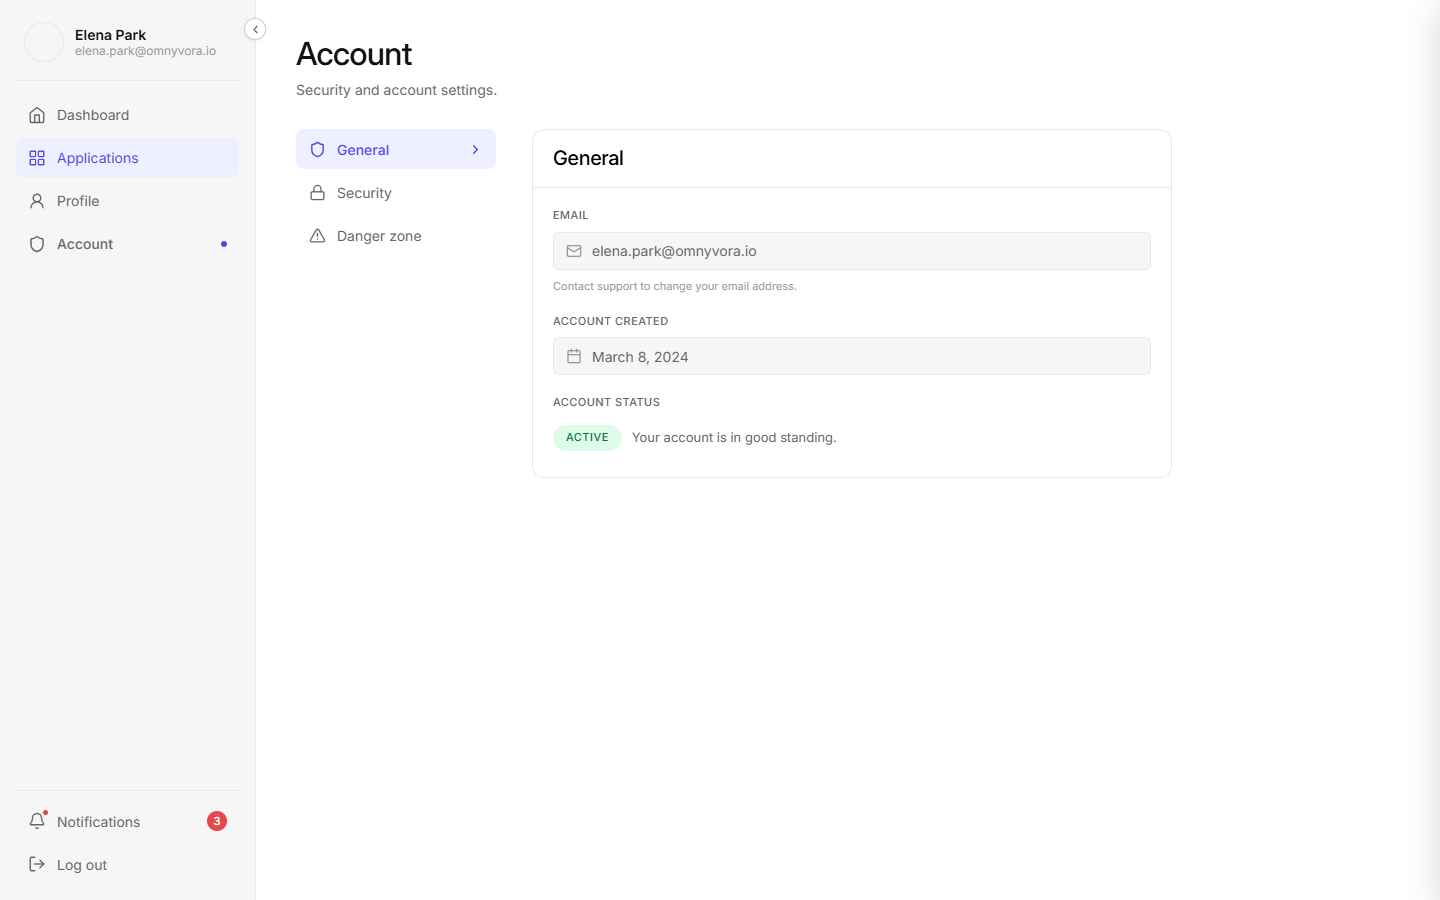 Elena Park
elena.park@omnyvora.io
Dashboard
Applications
Profile
Account
Notifications
3
Log out
Account
Security and account settings.
General
Security
Danger zone
General
EMAIL
elena.park@omnyvora.io
Contact support to change your email address.
ACCOUNT CREATED
March 8, 2024
ACCOUNT STATUS
ACTIVE Your account is in good standing.